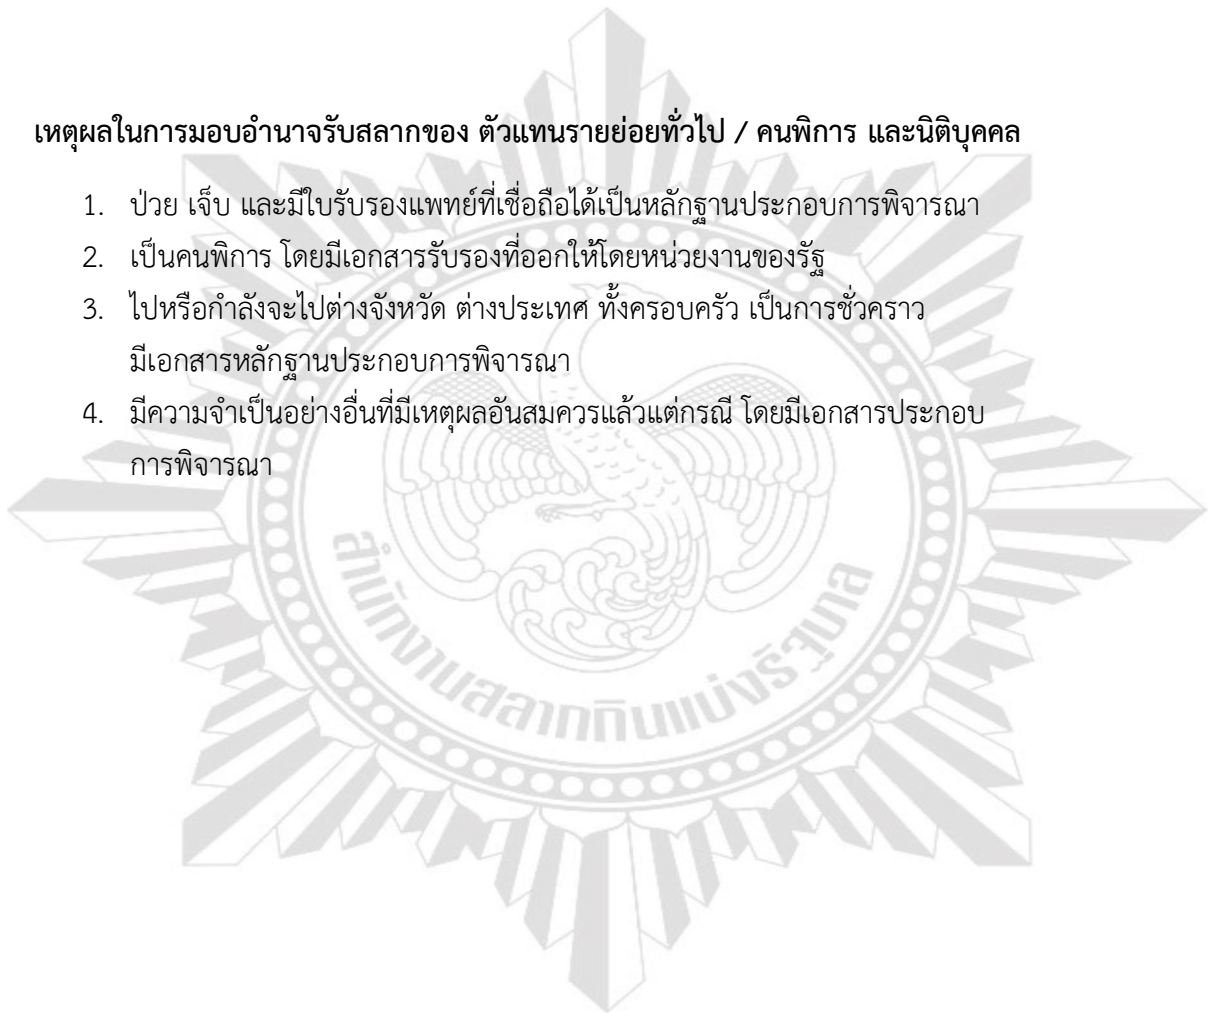 เหตุผลในการมอบอำนาจรับสลากของ ตัวแทนรายย่อยทั่วไป / คนพิการ และนิติบุคคล
1. ป่วย เจ็บ และมีใบรับรองแพทย์ที่เชื่อถือได้เป็นหลักฐานประกอบการพิจารณา
2. เป็นคนพิการ โดยมีเอกสารรับรองที่ออกให้โดยหน่วยงานของรัฐ
3. ไปหรือกำลังจะไปต่างจังหวัด ต่างประเทศ ทั้งครอบครัว เป็นการชั่วคราว
มีเอกสารหลักฐานประกอบการพิจารณา
4. มีความจำเป็นอย่างอื่นที่มีเหตุผลอันสมควรแล้วแต่กรณี โดยมีเอกสารประกอบ
การพิจารณา
สำนักงานสลากกินแบ่งรัฐบาล